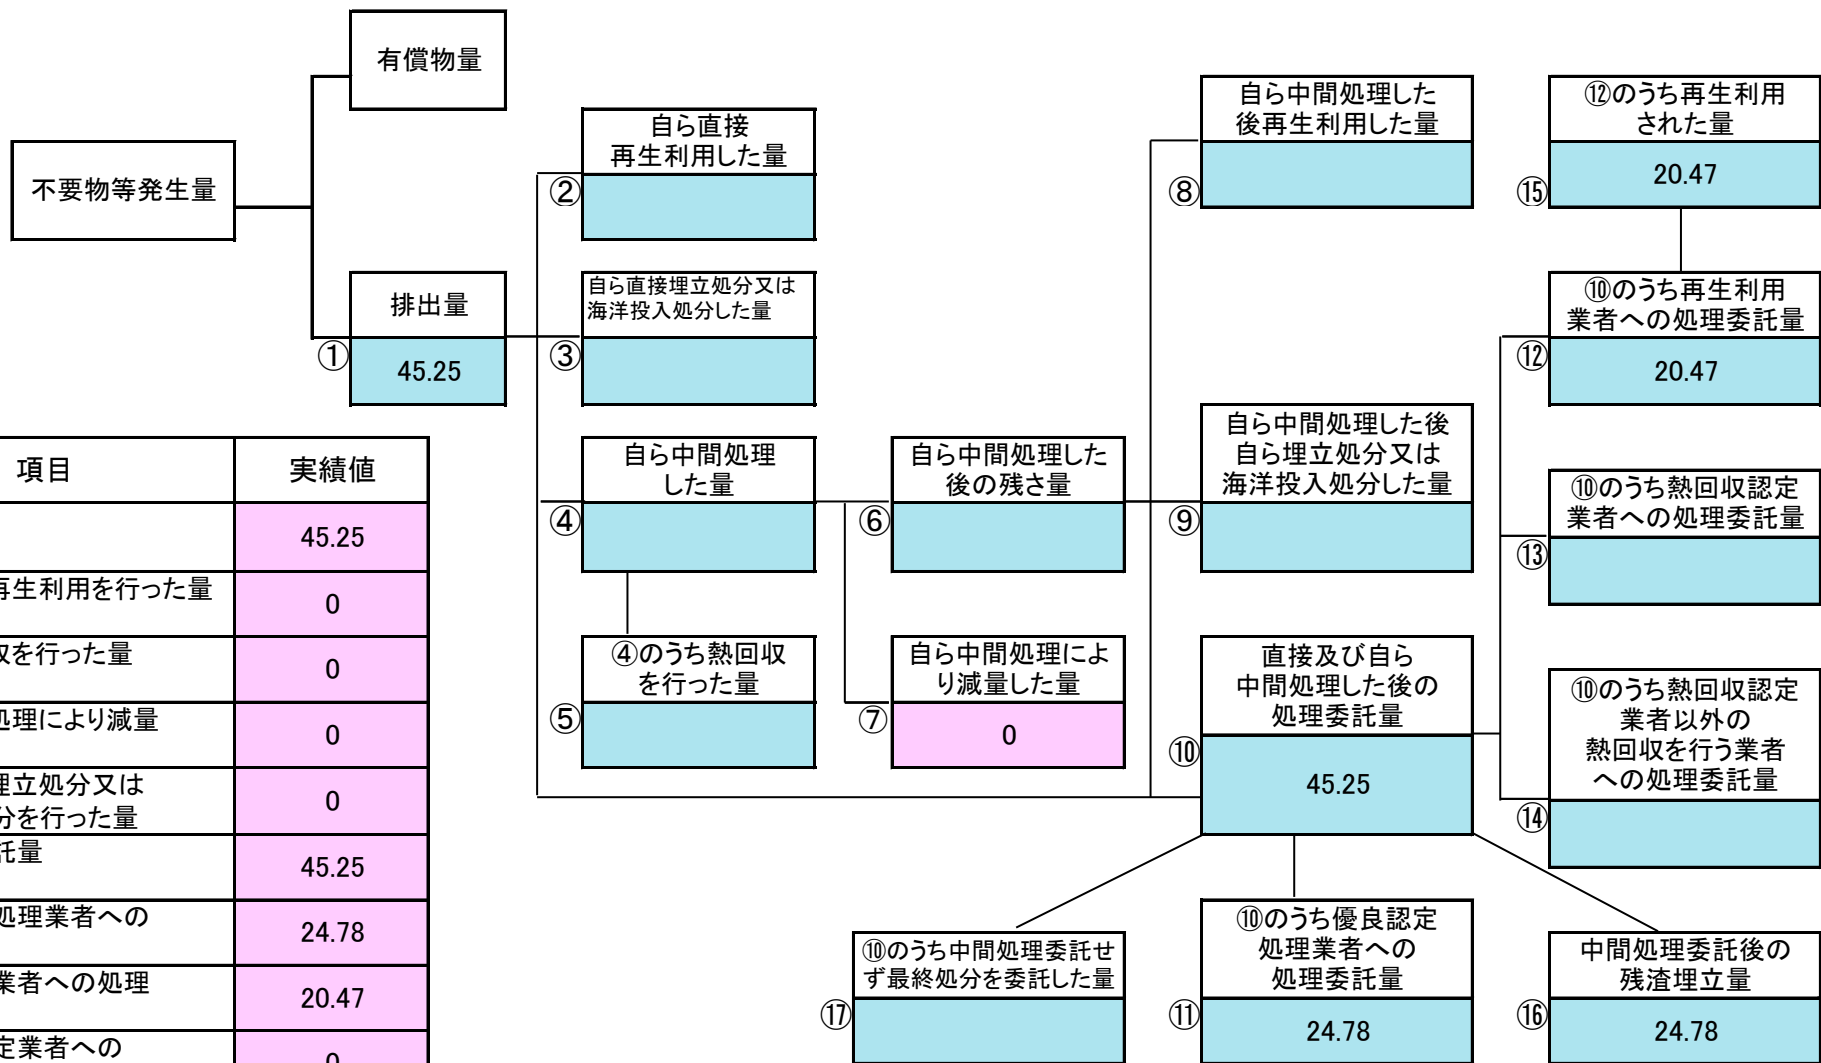 有償物量
不要物等発生量
排出量
①
45.25
自ら直接
再生利用した量
②
自ら直接埋立処分又は
海洋投入処分した量
③
自ら中間処理
した量
④
④のうち熱回収
を行った量
⑤
自ら中間処理した
後の残さ量
⑥
自ら中間処理によ
り減量した量
⑦
0
自ら中間処理した
後再生利用した量
⑧
自ら中間処理した後
自ら埋立処分又は
海洋投入処分した量
⑨
直接及び自ら
中間処理した後の
処理委託量
⑩
45.25
⑫のうち再生利用
された量
⑮
20.47
⑩のうち再生利用
業者への処理委託量
⑫
20.47
⑩のうち熱回収認定
業者への処理委託量
⑬
⑩のうち熱回収認定
業者以外の
熱回収を行う業者
への処理委託量
⑭
⑩のうち中間処理委託せ
ず最終処分を委託した量
⑰
⑩のうち優良認定
処理業者への
処理委託量
⑪
24.78
中間処理委託後の
残渣埋立量
⑯
24.78
項目
実績値
45.25
再生利用を行った量
0
を行った量
0
処理により減量
0
埋立処分又は
分を行った量
0
託量
45.25
処理業者への
24.78
業者への処理
20.47
定業者への
0